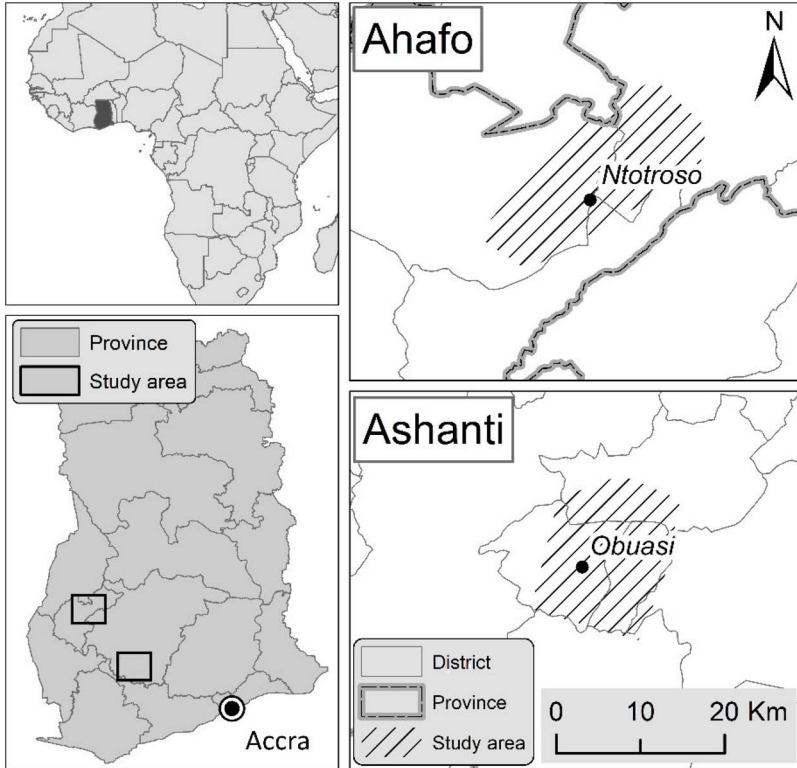 Province
Study area
Accra
Ahafo
N
Ntotroso
Ashanti
Obuasi
District
Province
Study area
0 10 20 Km